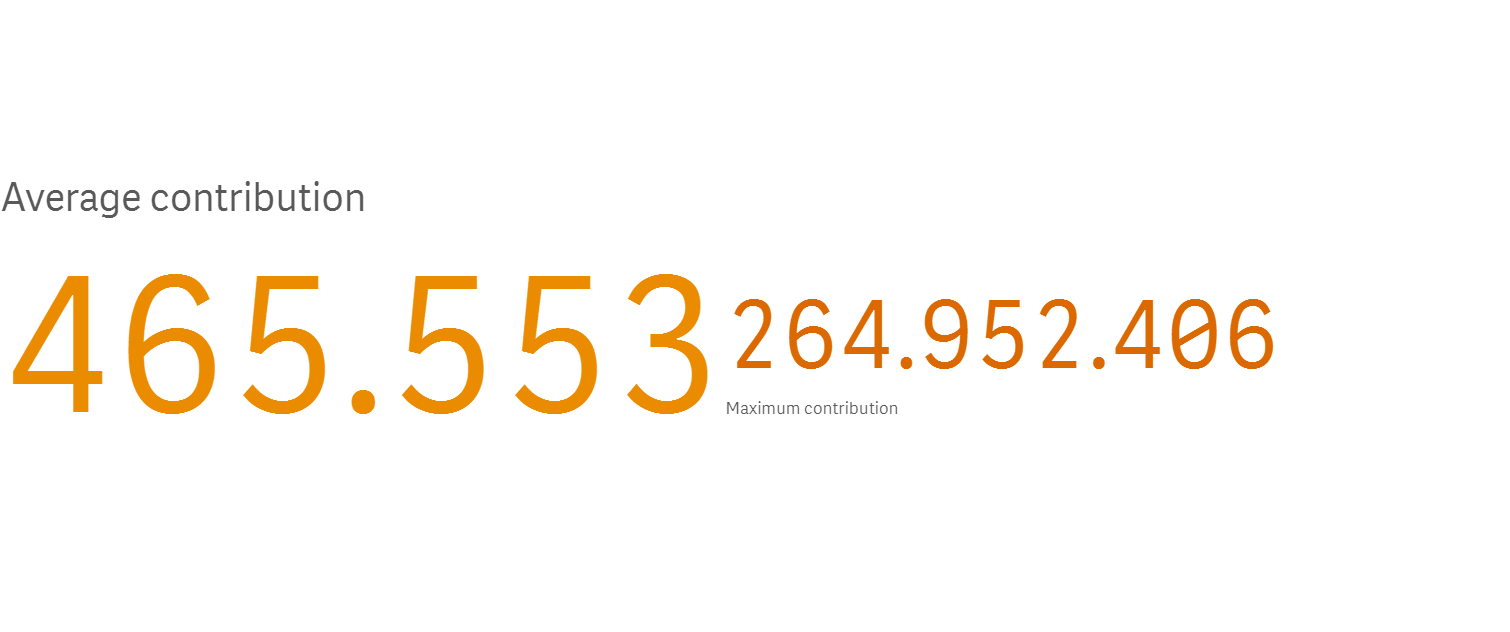 Average contribution
465.553
264.952.406
Maximum contribution